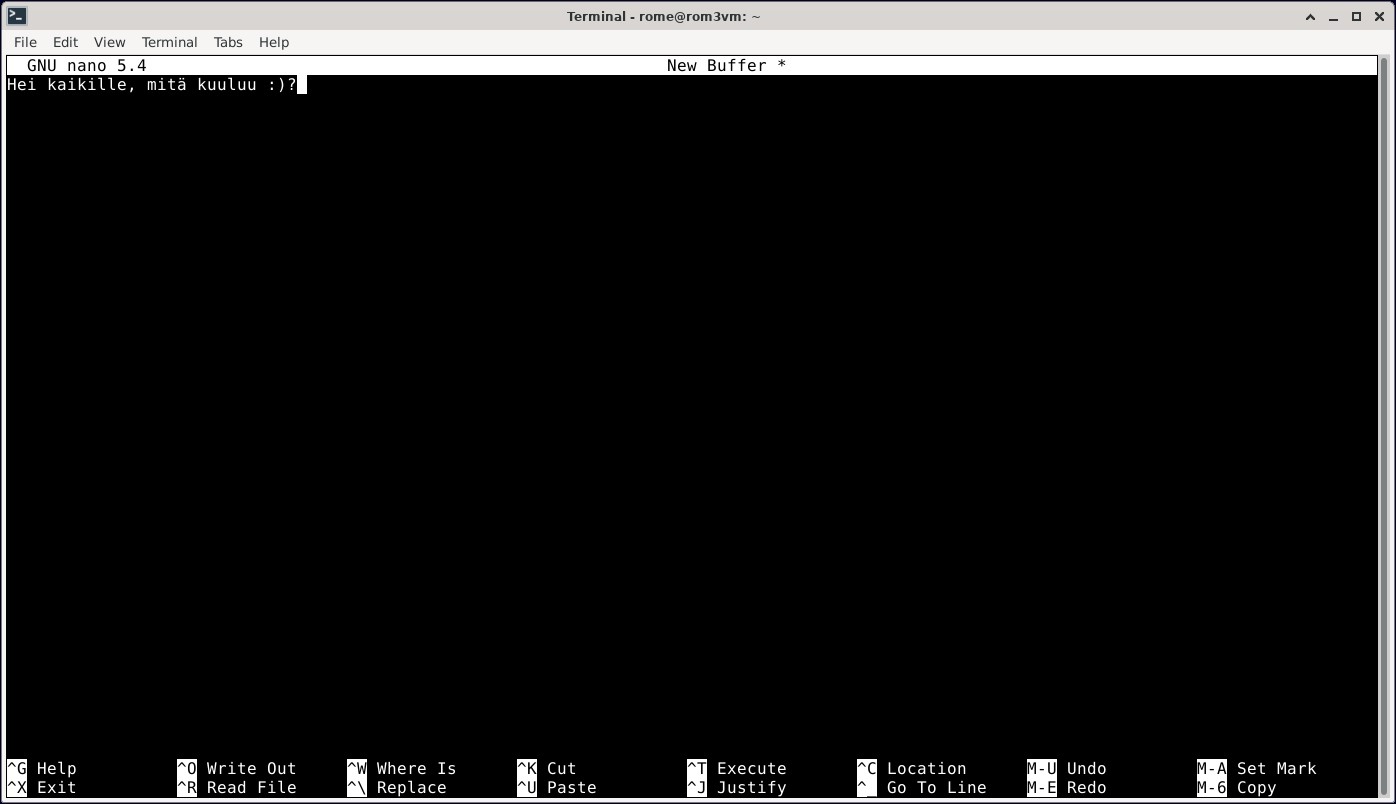 Terminal - rome@rom3vm: ~
File Edit View Terminal Tabs Help
GNU nano 5.4 New Buffer *
Hei kaikille, mitä kuuluu :)?
^G Help ^O Write Out ^W Where Is ^K Cut ^T Execute ^C Location M-U Undo M-A Set Mark
^X Exit ^R Read File ^\ Replace ^U Paste ^J Justify ^_ Go To Line M-E Redo M-6 Copy